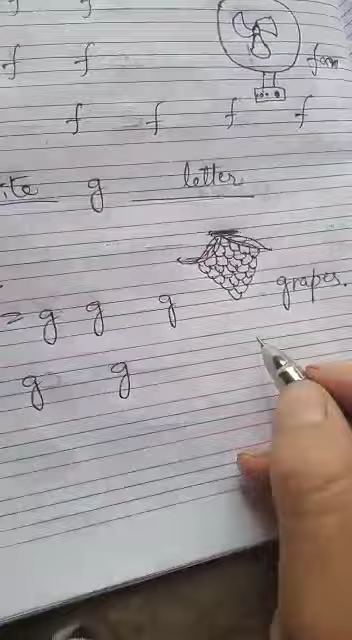 f f
f f fan
f f f f
ite g letter
= g g g grapes.
g g